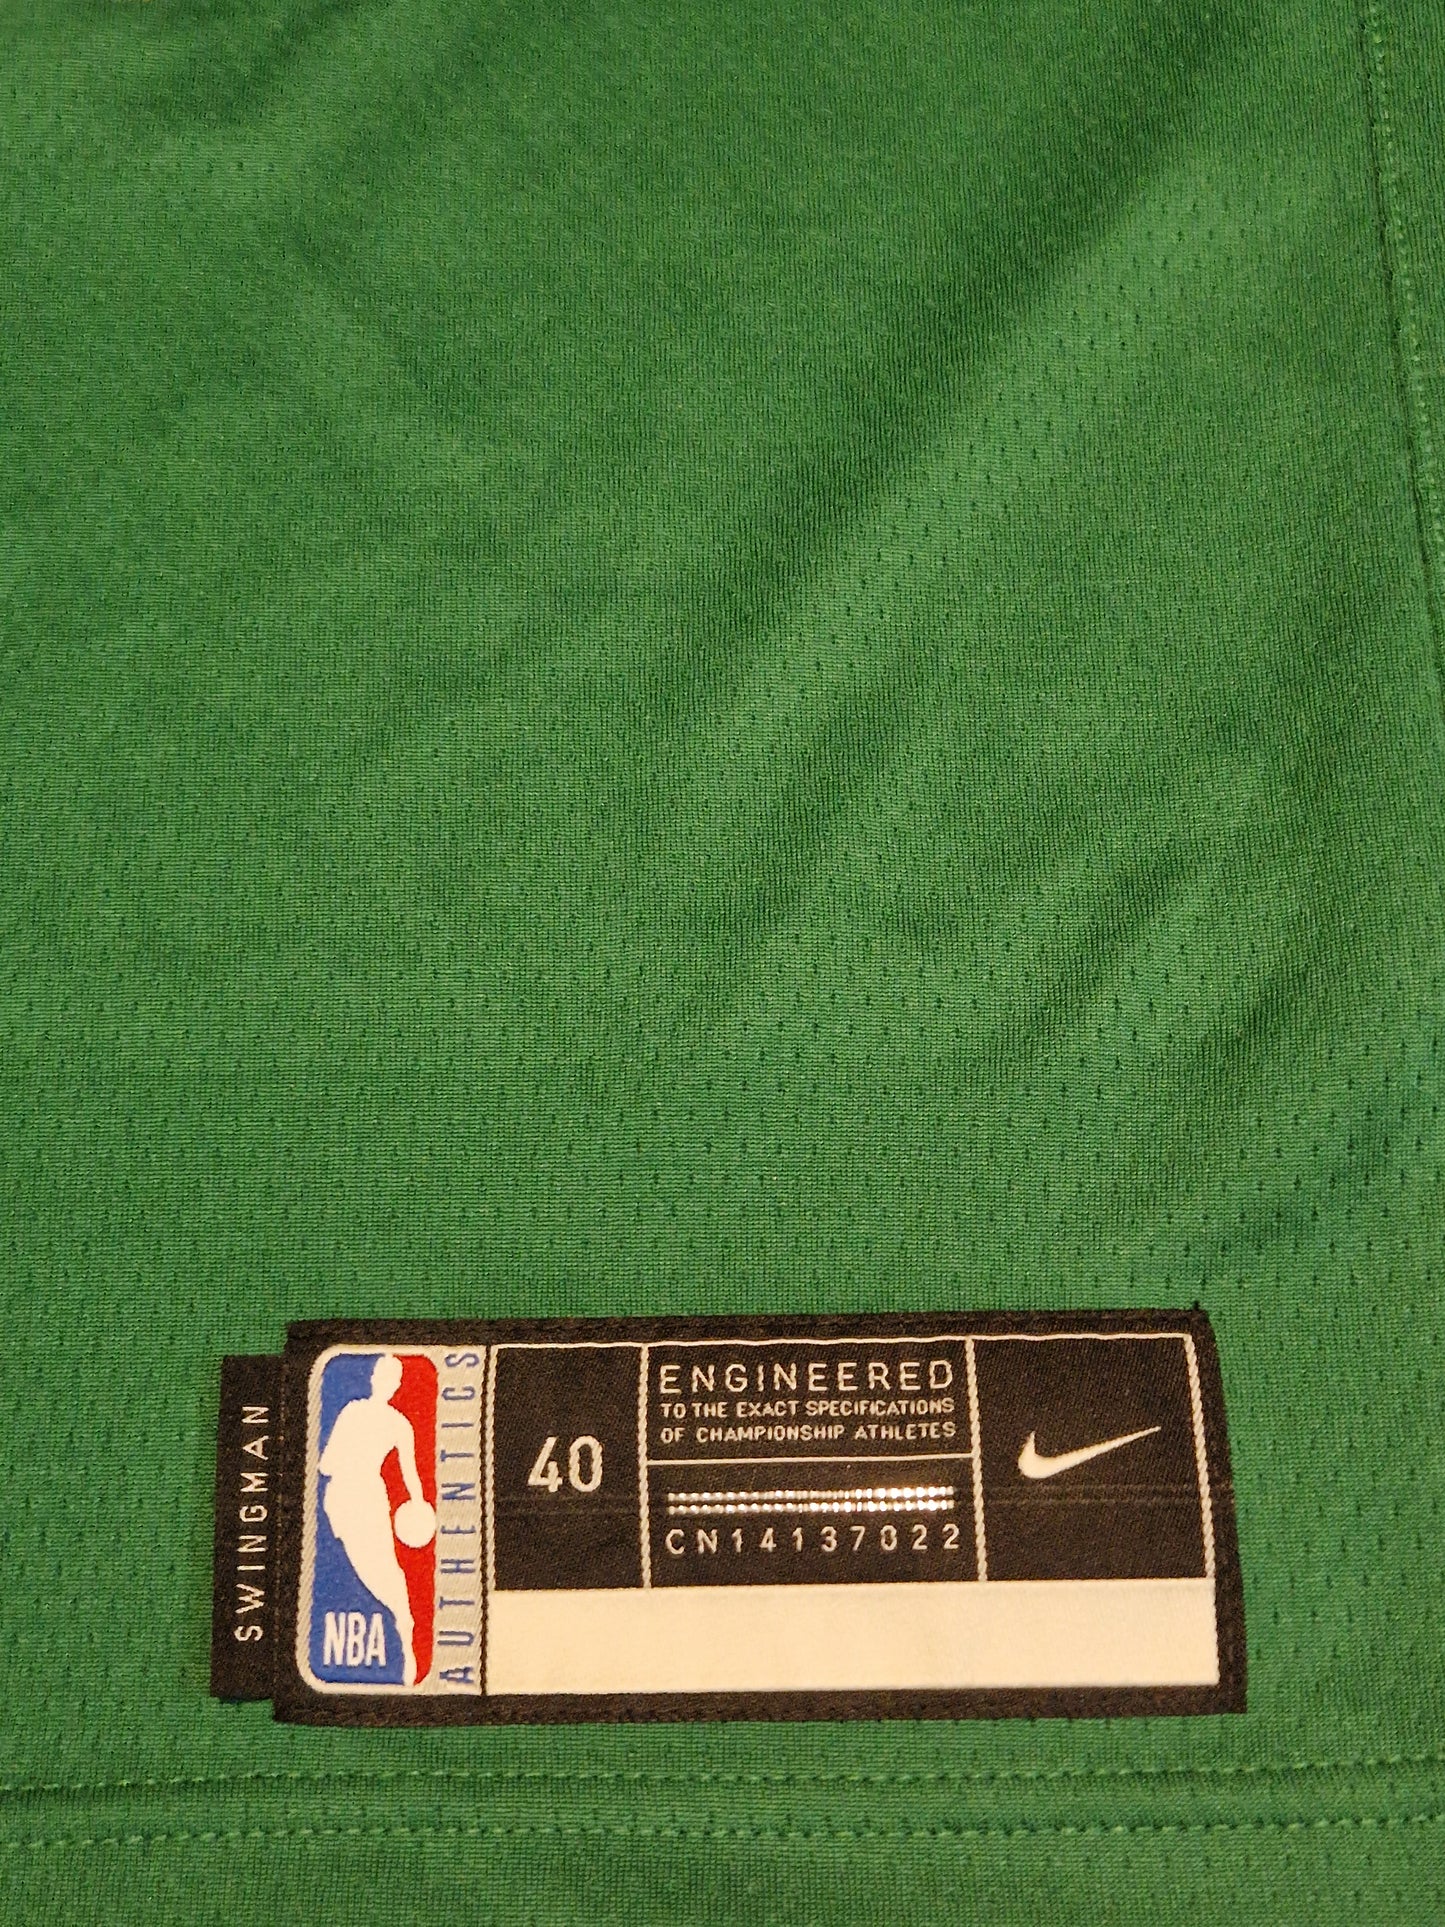 SWINGMAN
NBA
AUTHENTICS
40
ENGINEERED
TO THE EXACT SPECIFICATIONS
OF CHAMPIONSHIP ATHLETES
CN14137022